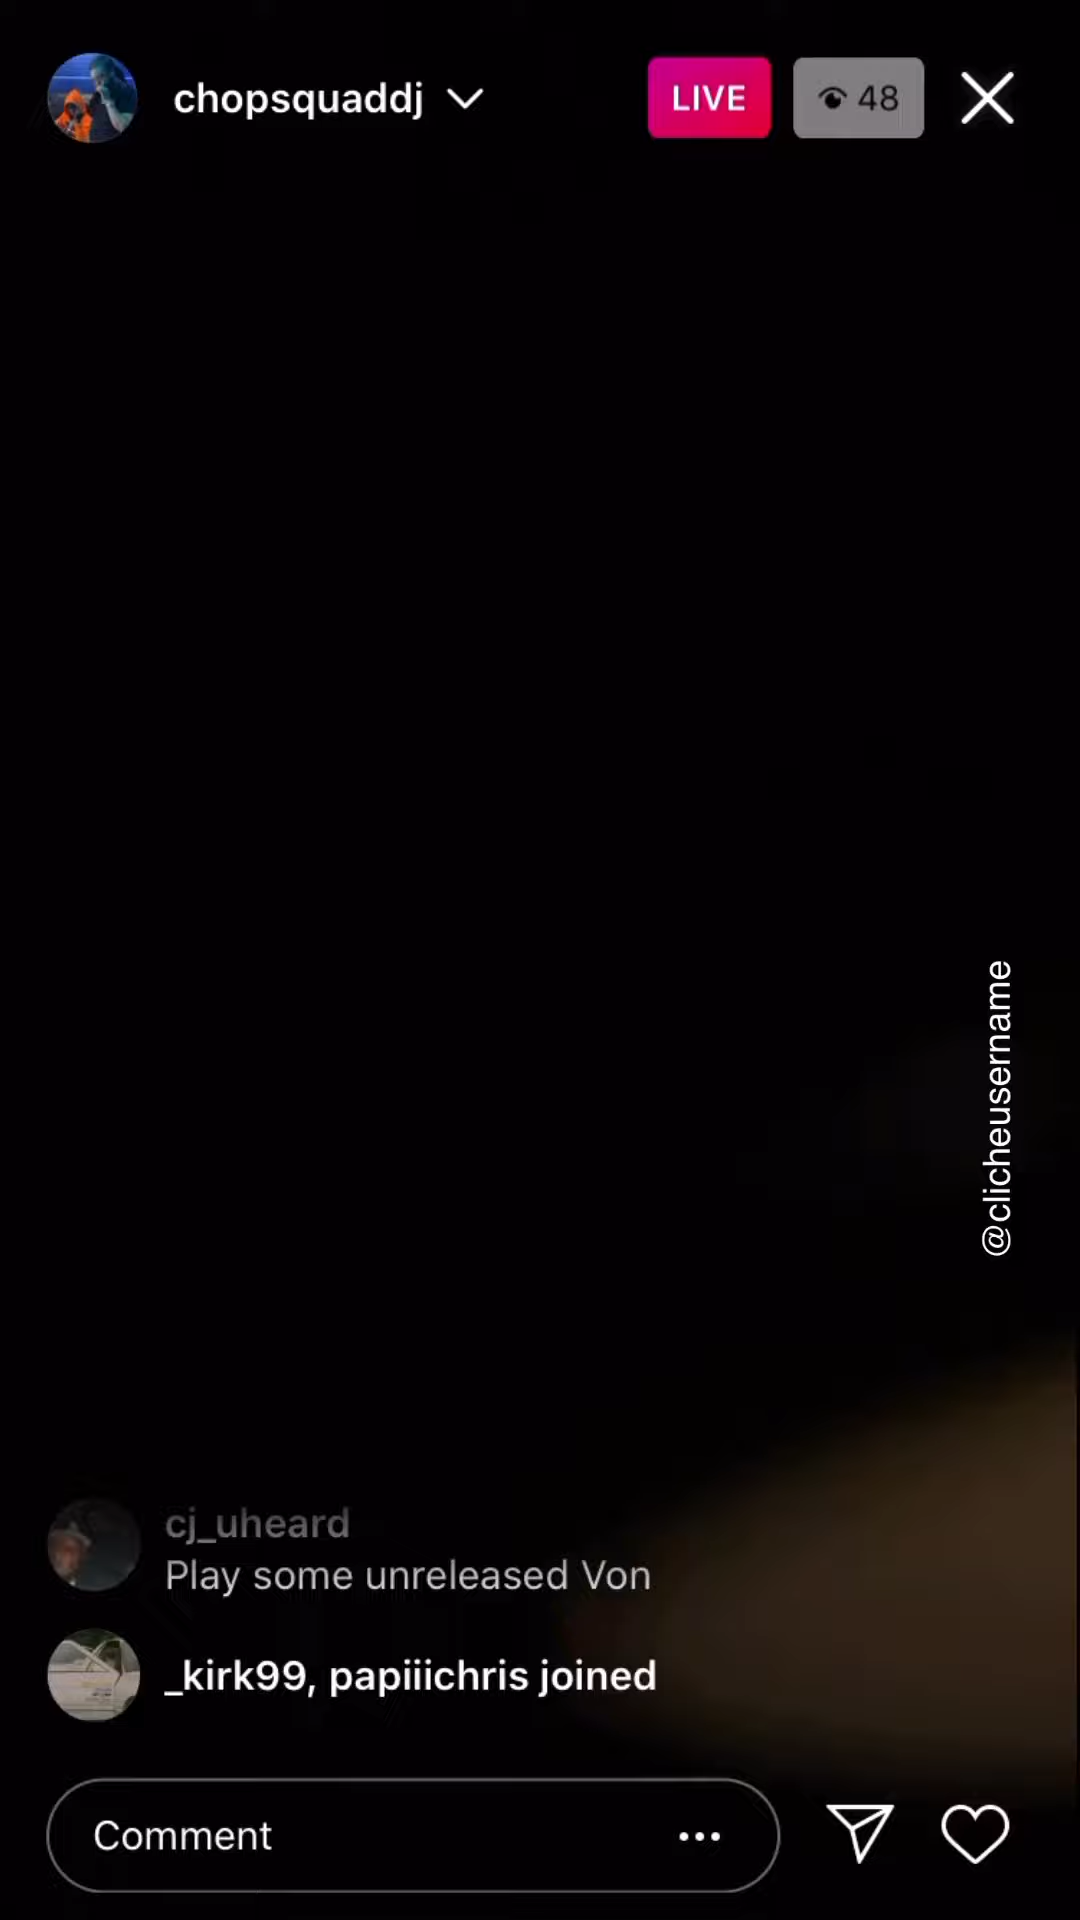 chopsquaddj
LIVE
48
@clicheusername
cj_uheard
Play some unreleased Von
_kirk99, papiiichris joined
Comment